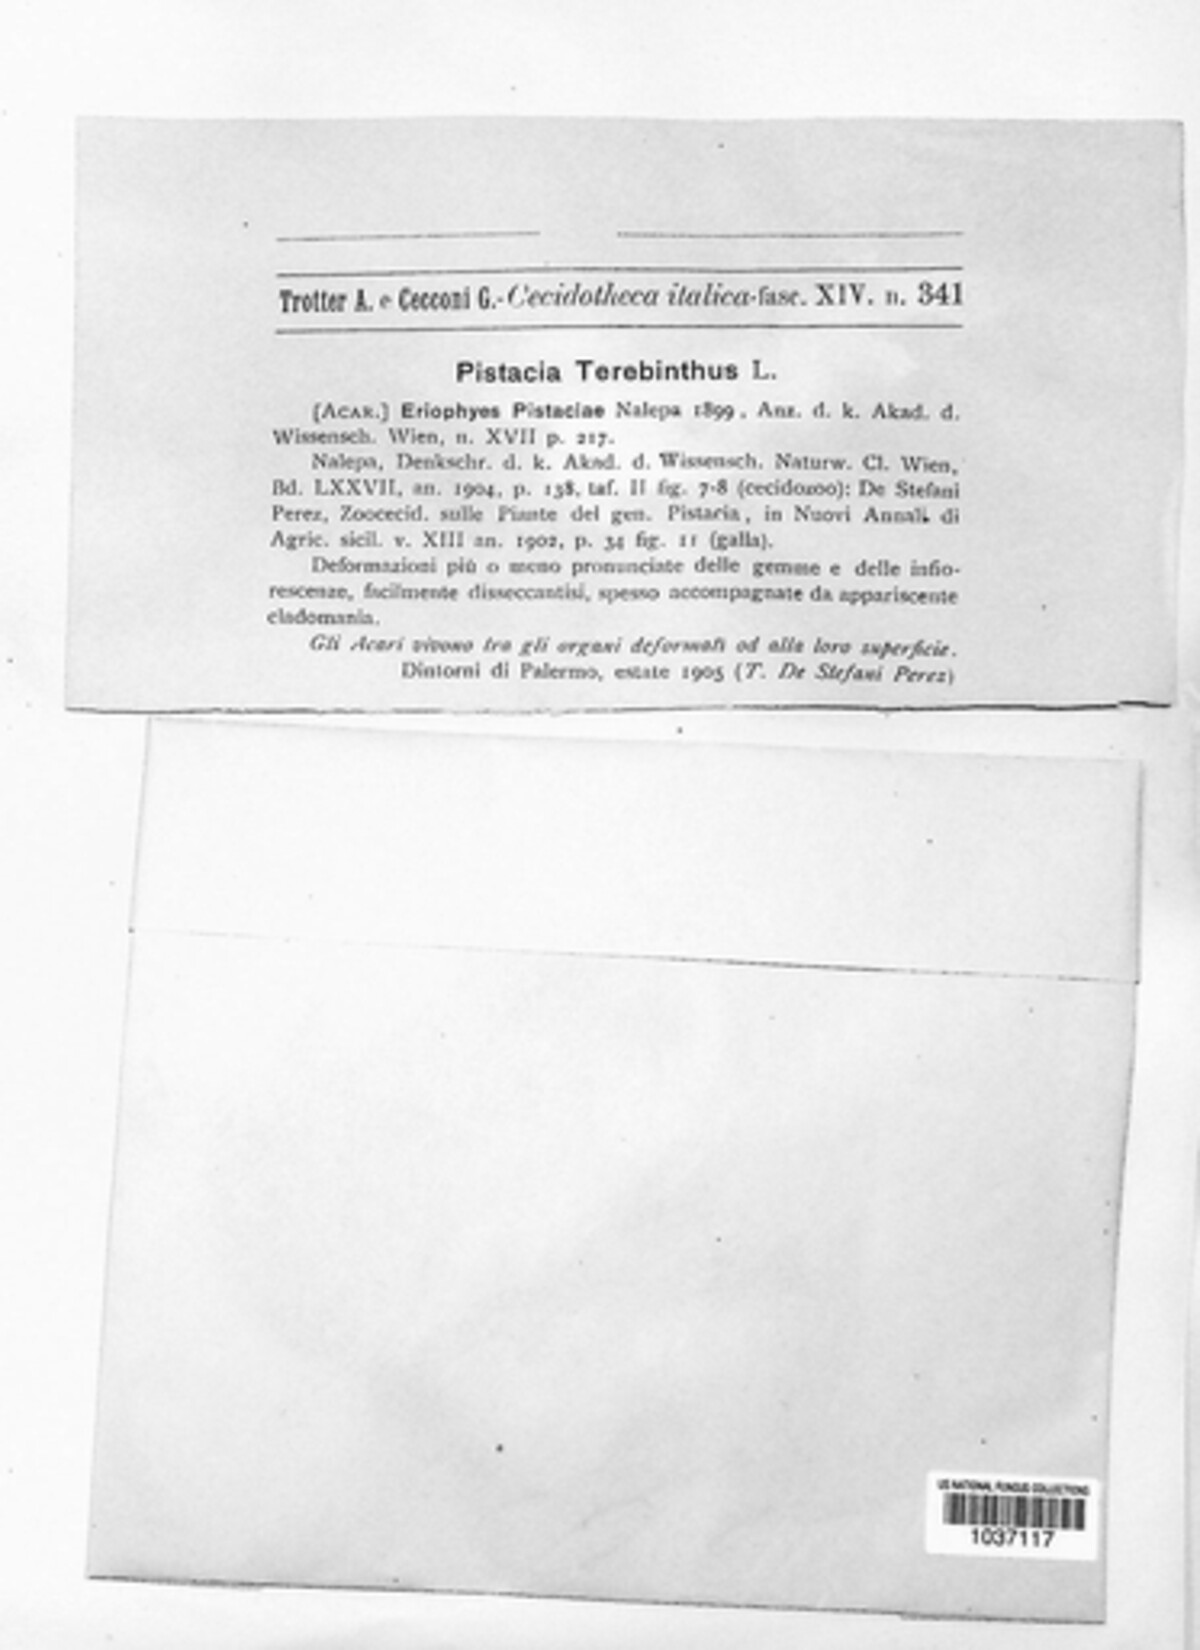 Trotter A. e Cecconi G.-Cecidotheca italica-fasc. XIV. n. 341
Pistacia Terebinthus L.
[ACAR.] Eriophyes Pistaciae Nalepa 1899, Anz. d. k. Akad. d.
Wissensch. Wien, n. XVII p. 217.
Nalepa, Denkschr. d. k. Akad. d. Wissensch. Naturw. Cl. Wien,
Bd. LXXVII, an. 1904, p. 138, taf. II fig. 7-8 (cecidozoo): De Stefani
Perez, Zoocecid. sulle Piante del gen. Pistacia, in Nuovi Annali di
Agric. sicil. v. XIII an. 1902, p. 34 fig. 11 (galla).
Deformazioni più o meno pronunciate delle gemme e delle infio-
rescenze, facilmente disseccantisi, spesso accompagnate da appariscente
cladomania.
Gli Acari vivono tra gli organi deformati od alla loro superficie.
Dintorni di Palermo, estate 1905 (T. De Stefani Perez)
US NATIONAL FUNGUS COLLECTIONS
1037117